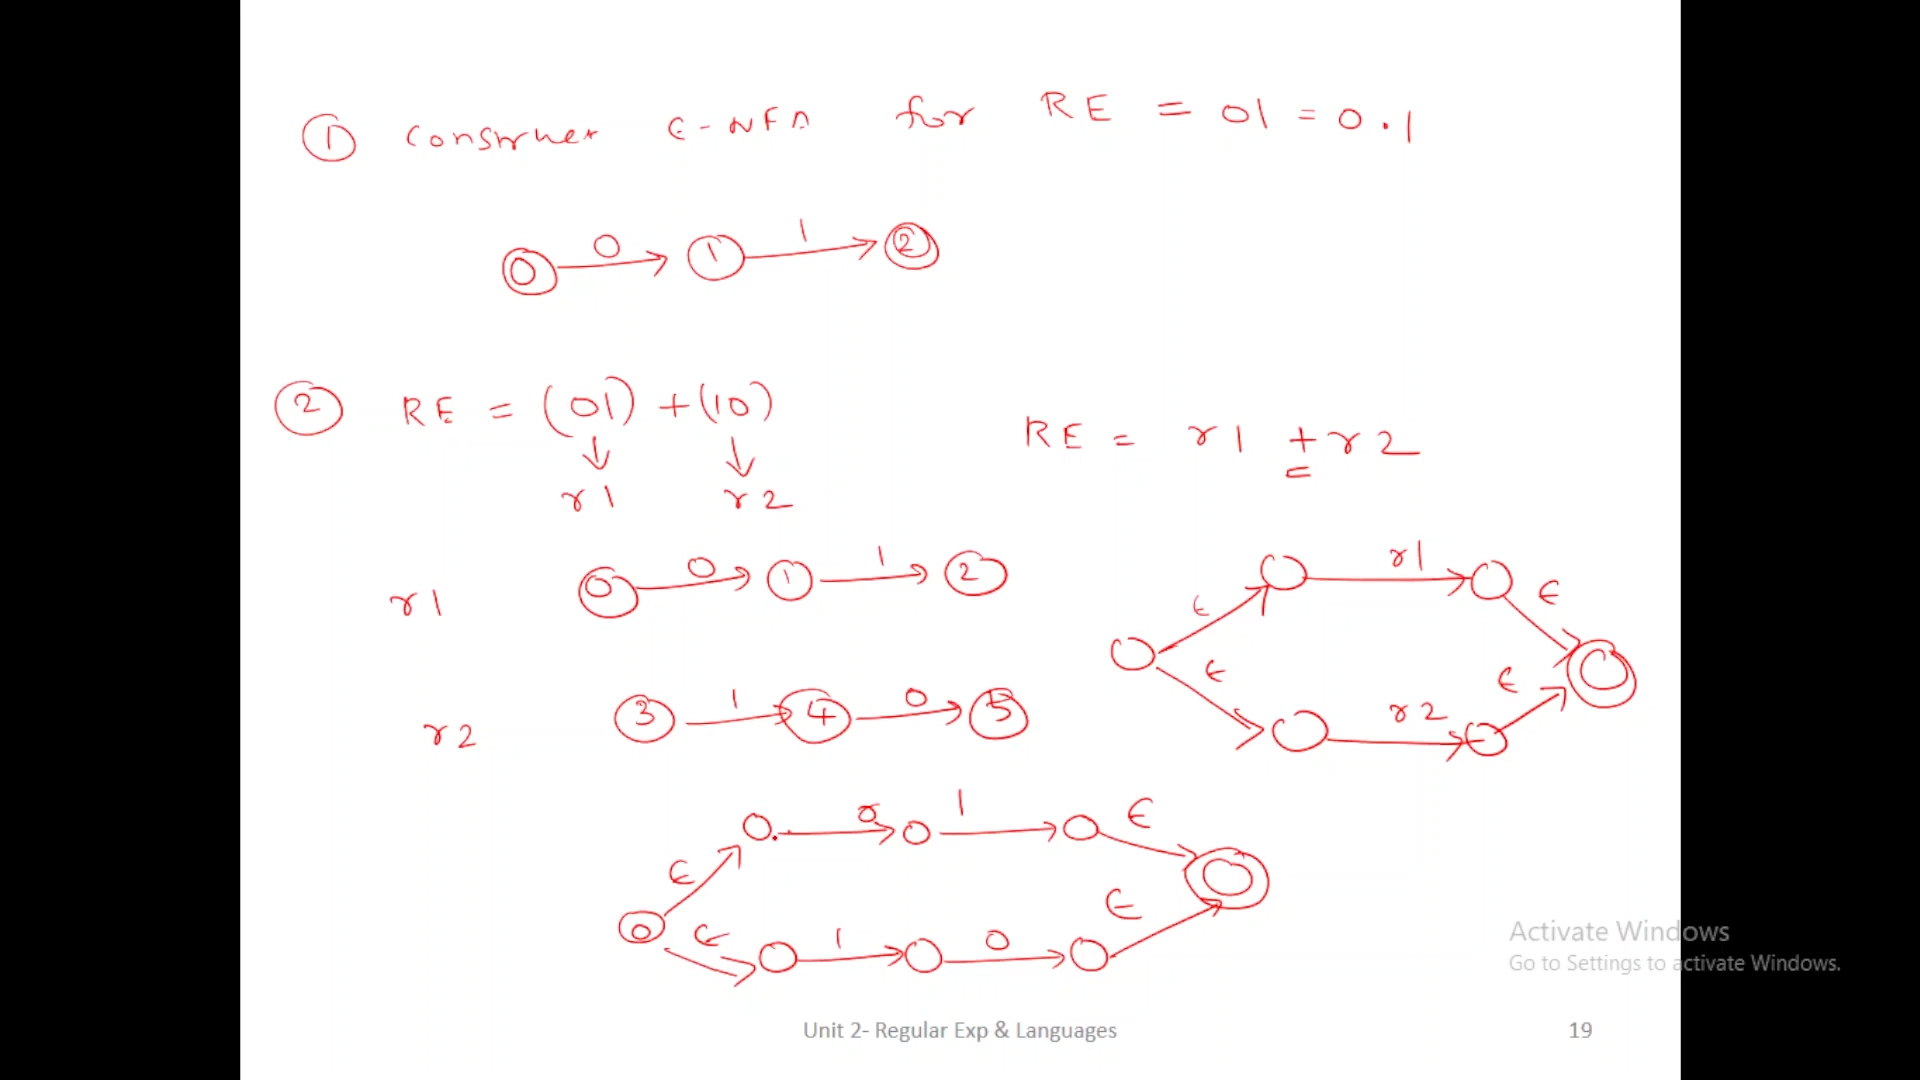 ① Construct ϵ-NFA for RE = 01 = 0.1
0 1
0 1 2
② RE = (01) + (10)
RE = r1 + r2
↓ ↓
r1 r2
r1 0 1
0 1 2
r1
ϵ ϵ
ϵ ϵ
r2
r2 1 0
3 4 5
0 1 ϵ
ϵ
0
ϵ 1 0 ϵ
Activate Windows
Go to Settings to activate Windows.
Unit 2- Regular Exp & Languages
19